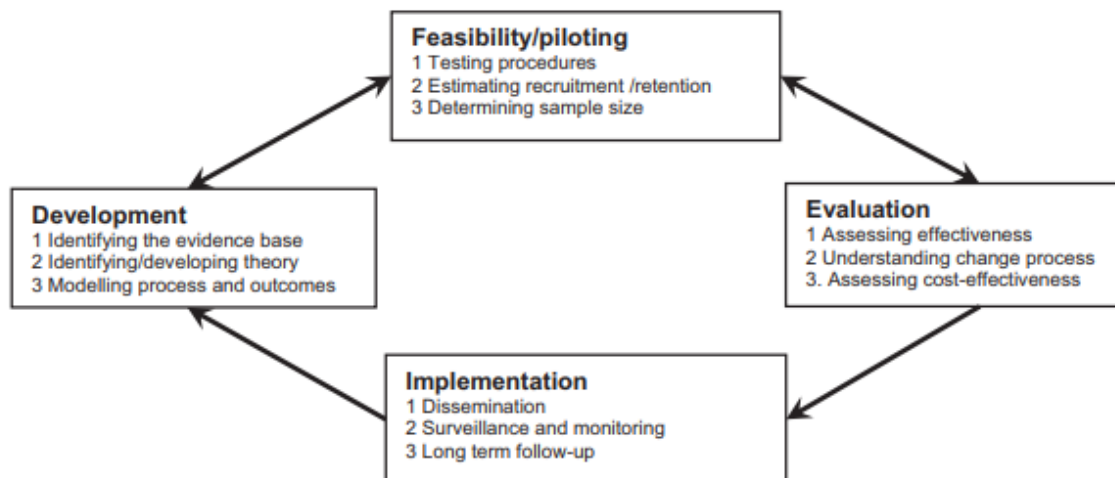 Feasibility/piloting
1 Testing procedures
2 Estimating recruitment /retention
3 Determining sample size
Development
1 Identifying the evidence base
2 Identifying/developing theory
3 Modelling process and outcomes
Evaluation
1 Assessing effectiveness
2 Understanding change process
3. Assessing cost-effectiveness
Implementation
1 Dissemination
2 Surveillance and monitoring
3 Long term follow-up